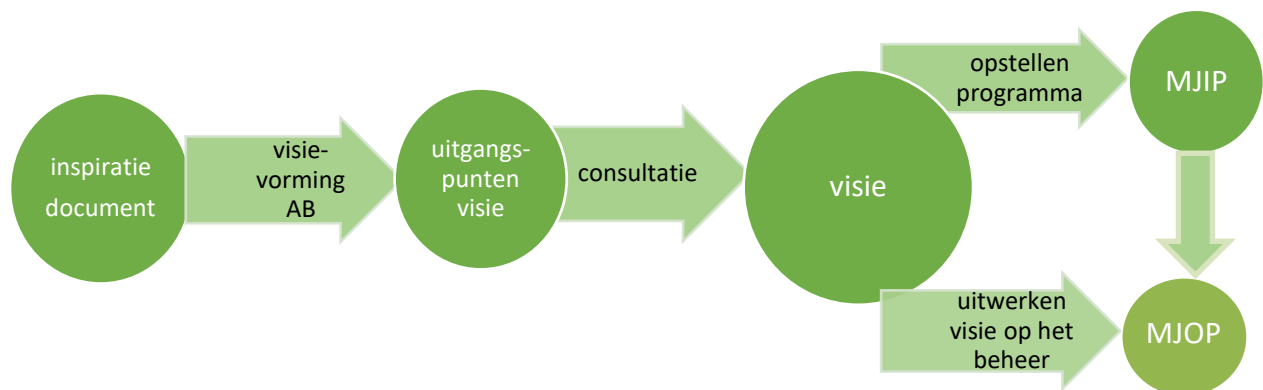 inspiratie
document
visie-
vorming
AB
uitgangs-
punten
visie
consultatie
visie
opstellen
programma
MJIP
uitwerken
visie op het
beheer
MJOP